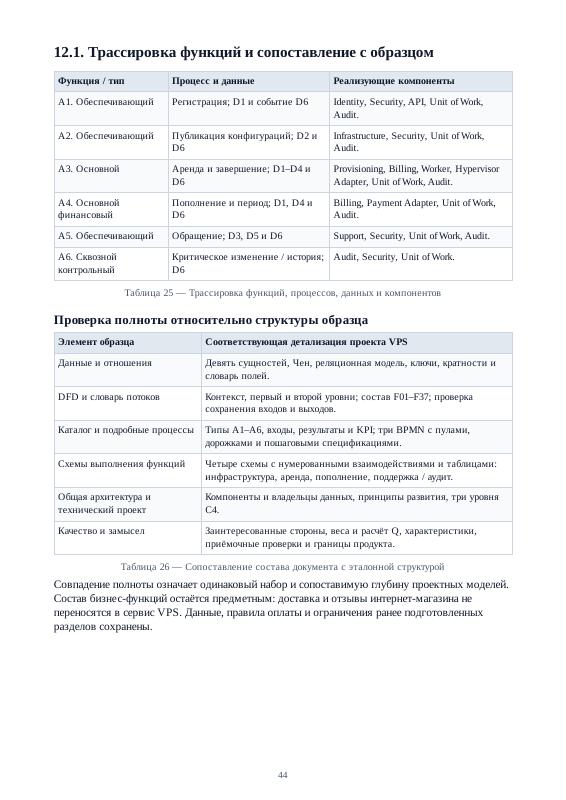 12.1. Трассировка функций и сопоставление с образцом
Функция / тип
Процесс и данные
Реализующие компоненты
A1. Обеспечивающий
Регистрация; D1 и событие D6
Identity, Security, API, Unit of Work,
Audit.
A2. Обеспечивающий
Публикация конфигураций; D2 и
D6
Infrastructure, Security, Unit of Work,
Audit.
A3. Основной
Аренда и завершение; D1–D4 и
D6
Provisioning, Billing, Worker, Hypervisor
Adapter, Unit of Work, Audit.
A4. Основной
финансовый
Пополнение и период; D1, D4 и
D6
Billing, Payment Adapter, Unit of Work,
Audit.
A5. Обеспечивающий
Обращение; D3, D5 и D6
Support, Security, Unit of Work, Audit.
A6. Сквозной
контрольный
Критическое изменение / история;
D6
Audit, Security, Unit of Work.
Таблица 25 — Трассировка функций, процессов, данных и компонентов
Проверка полноты относительно структуры образца
Элемент образца
Соответствующая детализация проекта VPS
Данные и отношения
Девять сущностей, Чен, реляционная модель, ключи, кратности и
словарь полей.
DFD и словарь потоков
Контекст, первый и второй уровни; состав F01–F37; проверка
сохранения входов и выходов.
Каталог и подробные процессы
Типы A1–A6, входы, результаты и KPI; три BPMN с пулами,
дорожками и пошаговыми спецификациями.
Схемы выполнения функций
Четыре схемы с нумерованными взаимодействиями и таблицами:
инфраструктура, аренда, пополнение, поддержка / аудит.
Общая архитектура и
технический проект
Компоненты и владельцы данных, принципы развития, три уровня
C4.
Качество и замысел
Заинтересованные стороны, веса и расчёт Q, характеристики,
приёмочные проверки и границы продукта.
Таблица 26 — Сопоставление состава документа с эталонной структурой
Совпадение полноты означает одинаковый набор и сопоставимую глубину проектных моделей.
Состав бизнес-функций остаётся предметным: доставка и отзывы интернет-магазина не
переносятся в сервис VPS. Данные, правила оплаты и ограничения ранее подготовленных
разделов сохранены.
44